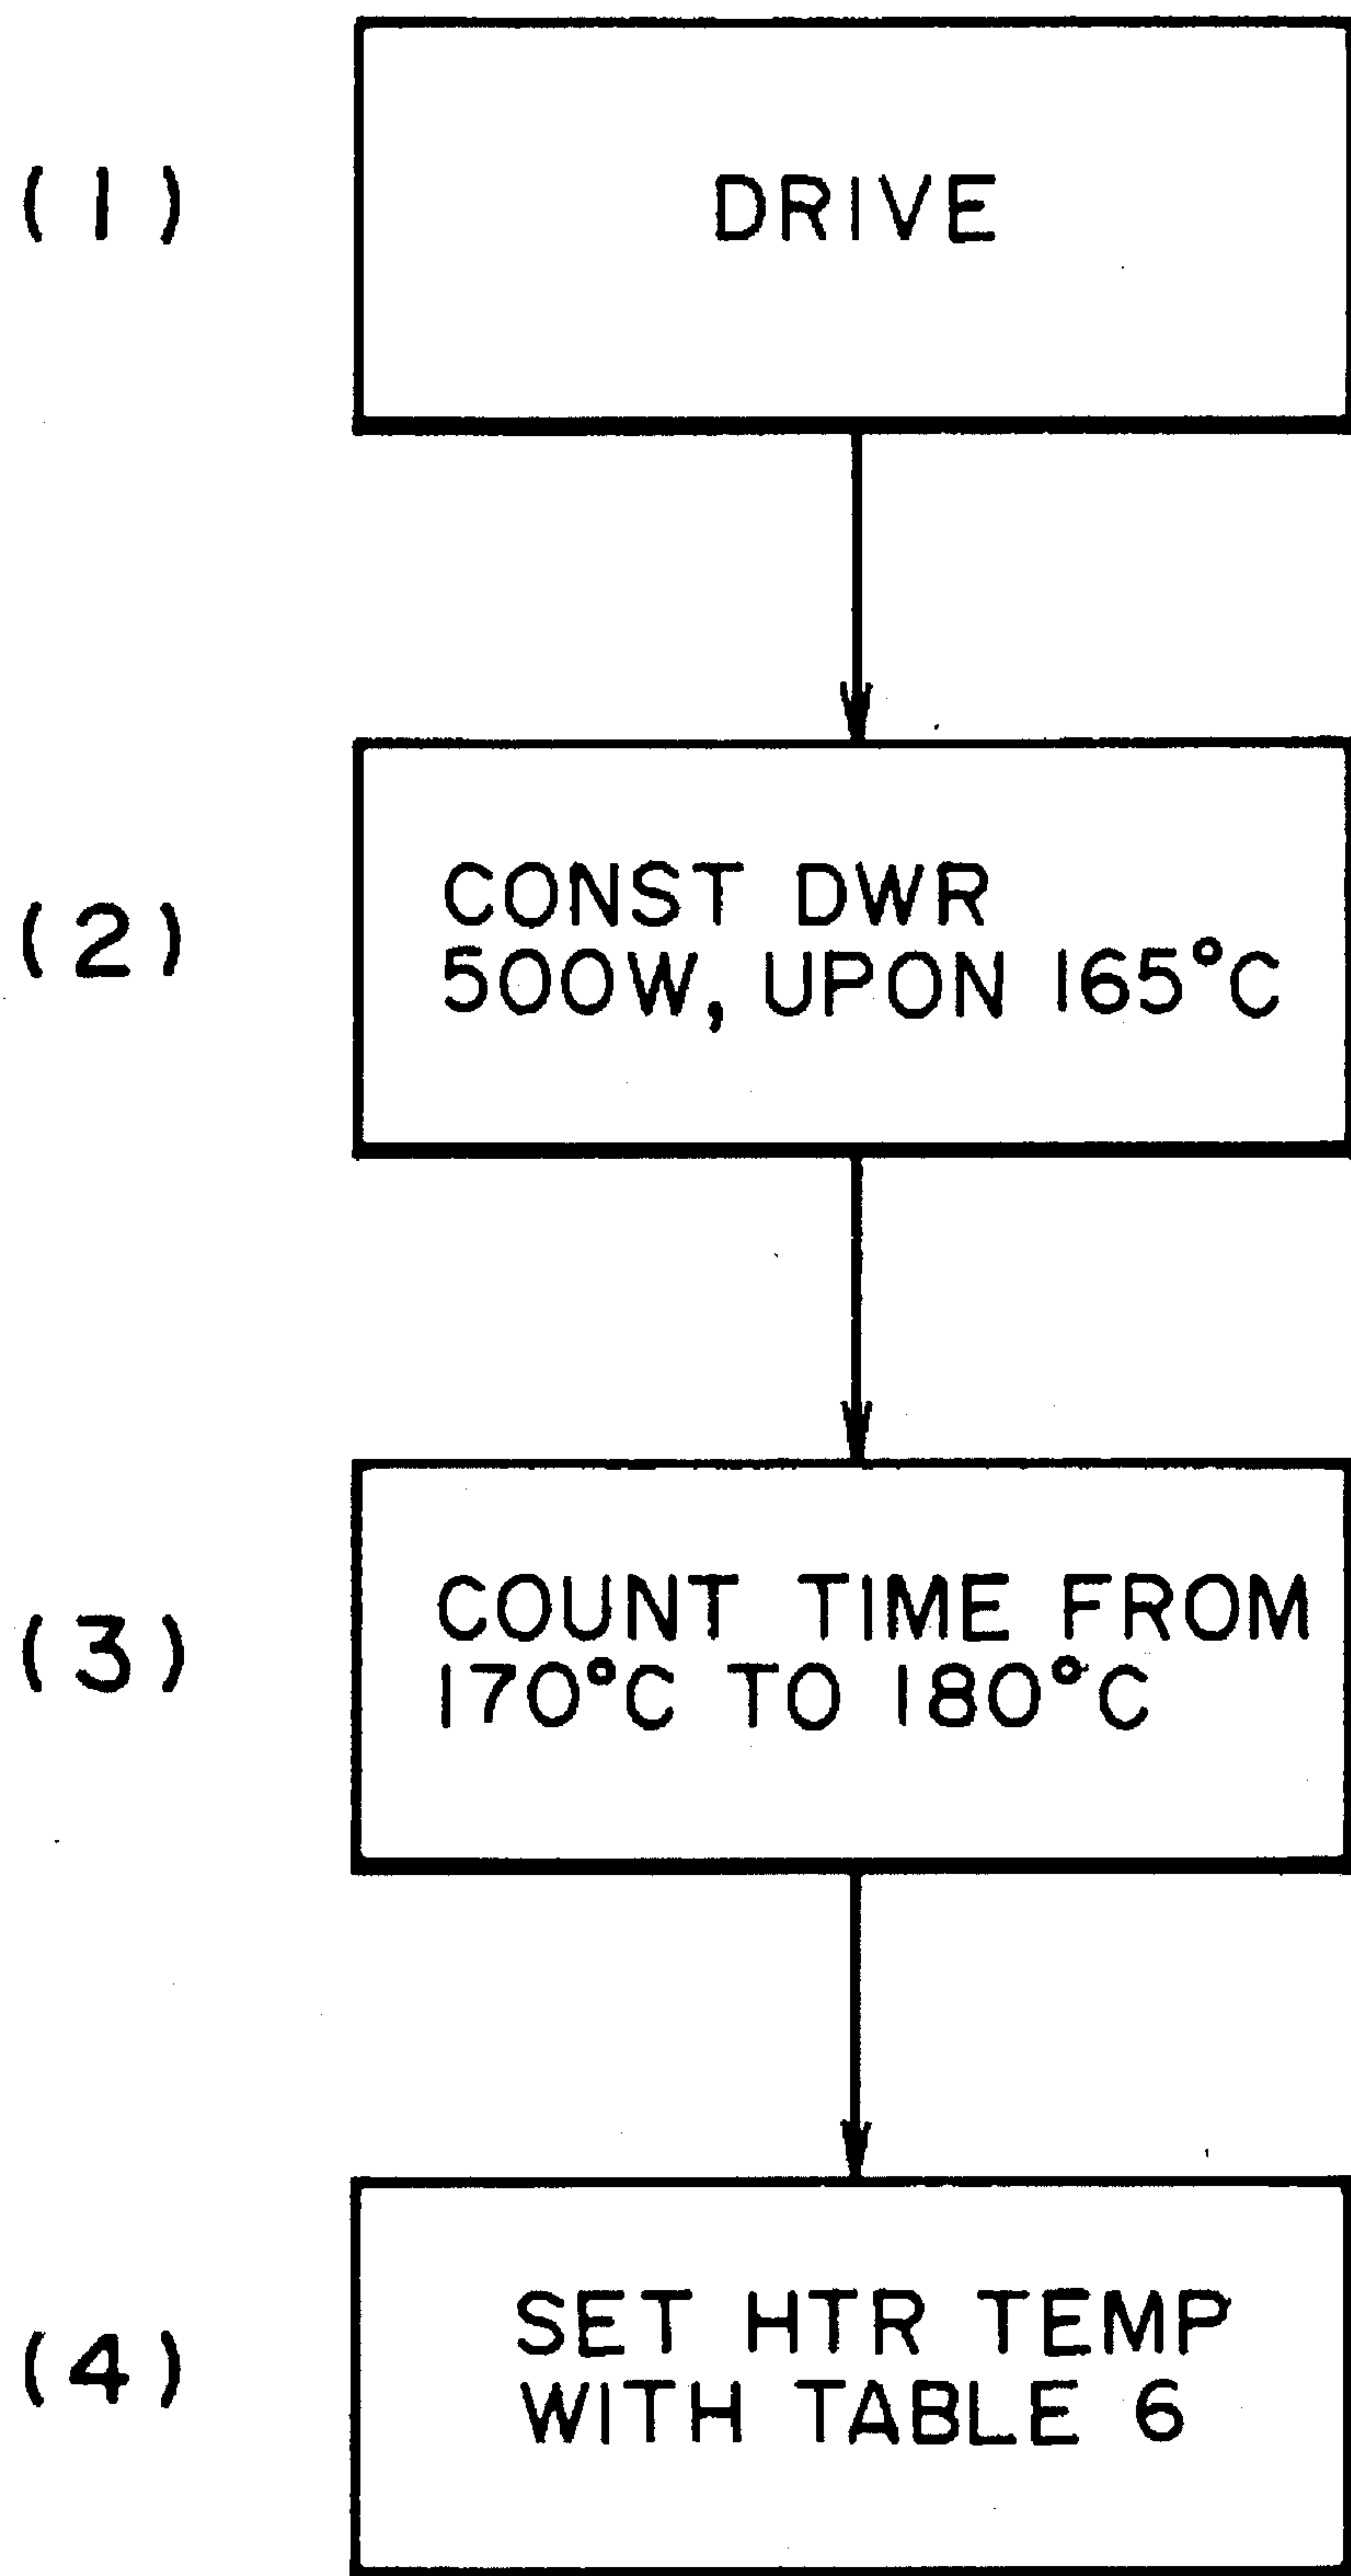 (1)
DRIVE
(2)
CONST DWR
500W, UPON 165°C
(3)
COUNT TIME FROM
170°C TO 180°C
(4)
SET HTR TEMP
WITH TABLE 6